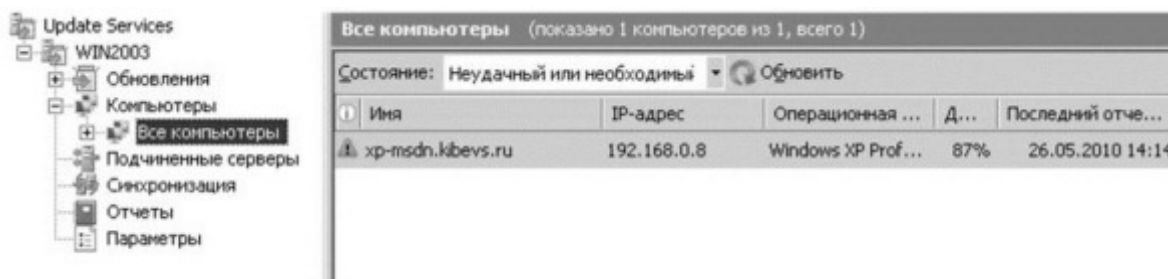 Update Services
WIN2003
Обновления
Компьютеры
Все компьютеры
Подчиненные серверы
Синхронизация
Отчеты
Параметры
Все компьютеры (показано 1 компьютеров из 1, всего 1)
Состояние: Неудачный или необходимый Обновить
Имя IP-адрес Операционная ... Д... Последний отче...
xp-msdn.kibevs.ru 192.168.0.8 Windows XP Prof... 87% 26.05.2010 14:14